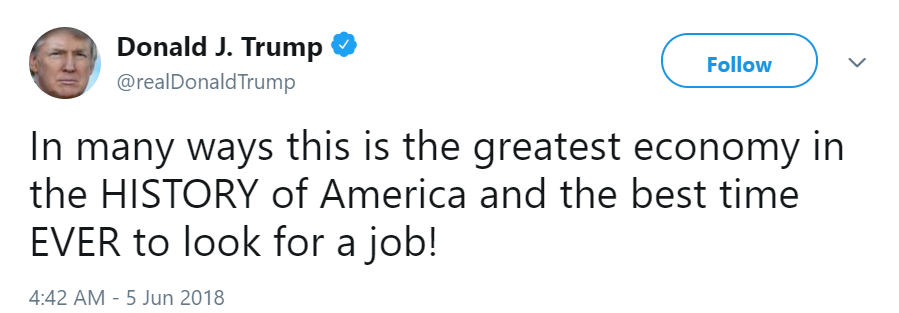 Donald J. Trump
@realDonaldTrump
Follow
In many ways this is the greatest economy in
the HISTORY of America and the best time
EVER to look for a job!
4:42 AM - 5 Jun 2018